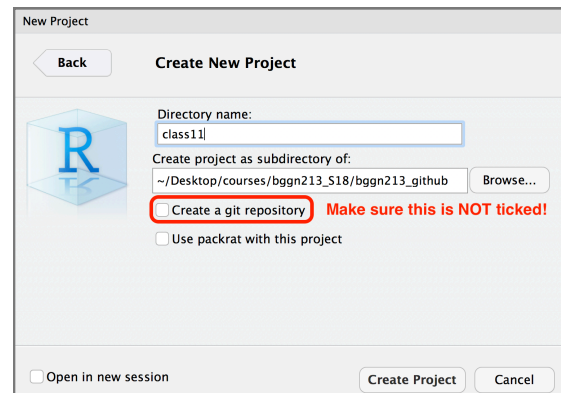 New Project
Back
Create New Project
R
Directory name:
class11
Create project as subdirectory of:
~/Desktop/courses/bggn213_S18/bggn213_github
Browse...
Create a git repository
Make sure this is NOT ticked!
Use packrat with this project
Open in new session
Create Project
Cancel